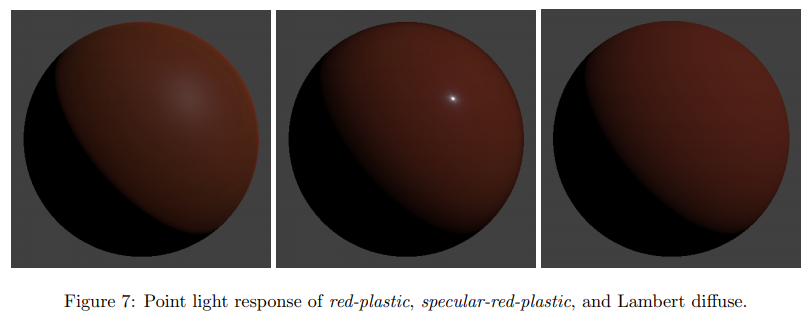 Figure 7: Point light response of red-plastic, specular-red-plastic, and Lambert diffuse.